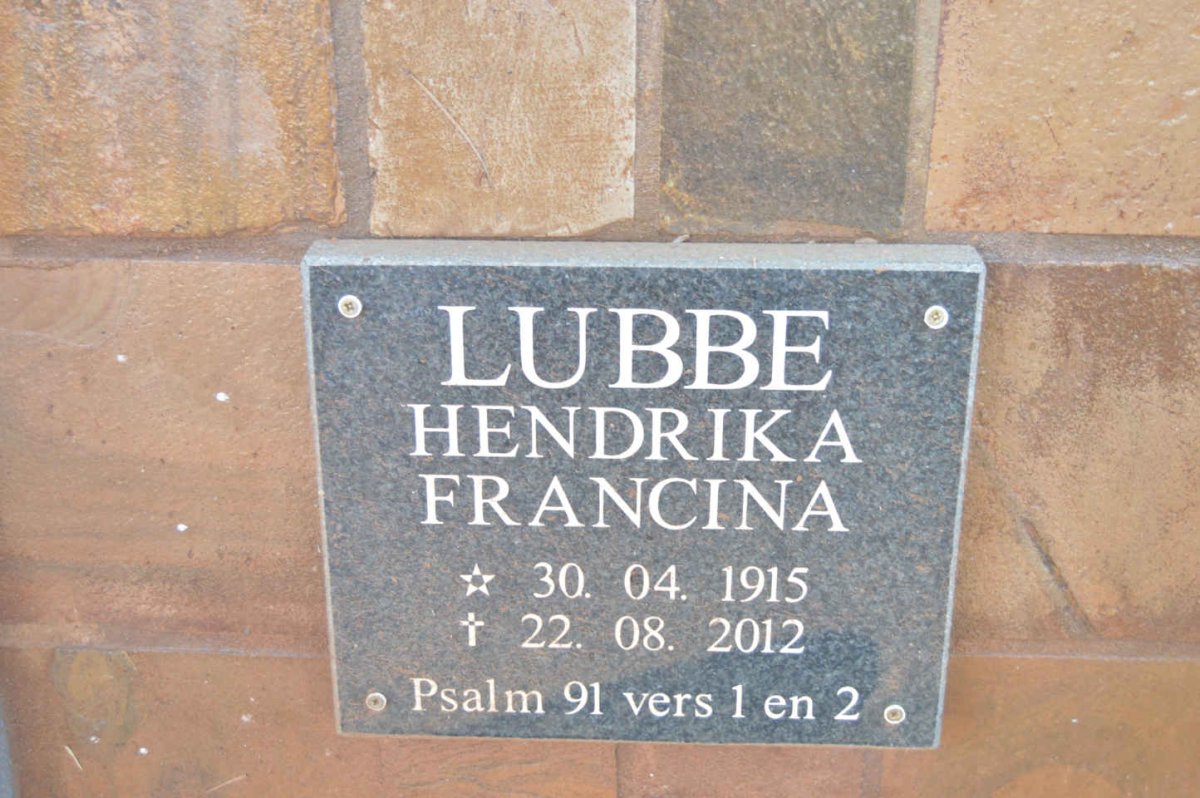 LUBBE
HENDRIKA
FRANCINA
☆ 30. 04. 1915
✝ 22. 08. 2012
Psalm 91 vers 1 en 2